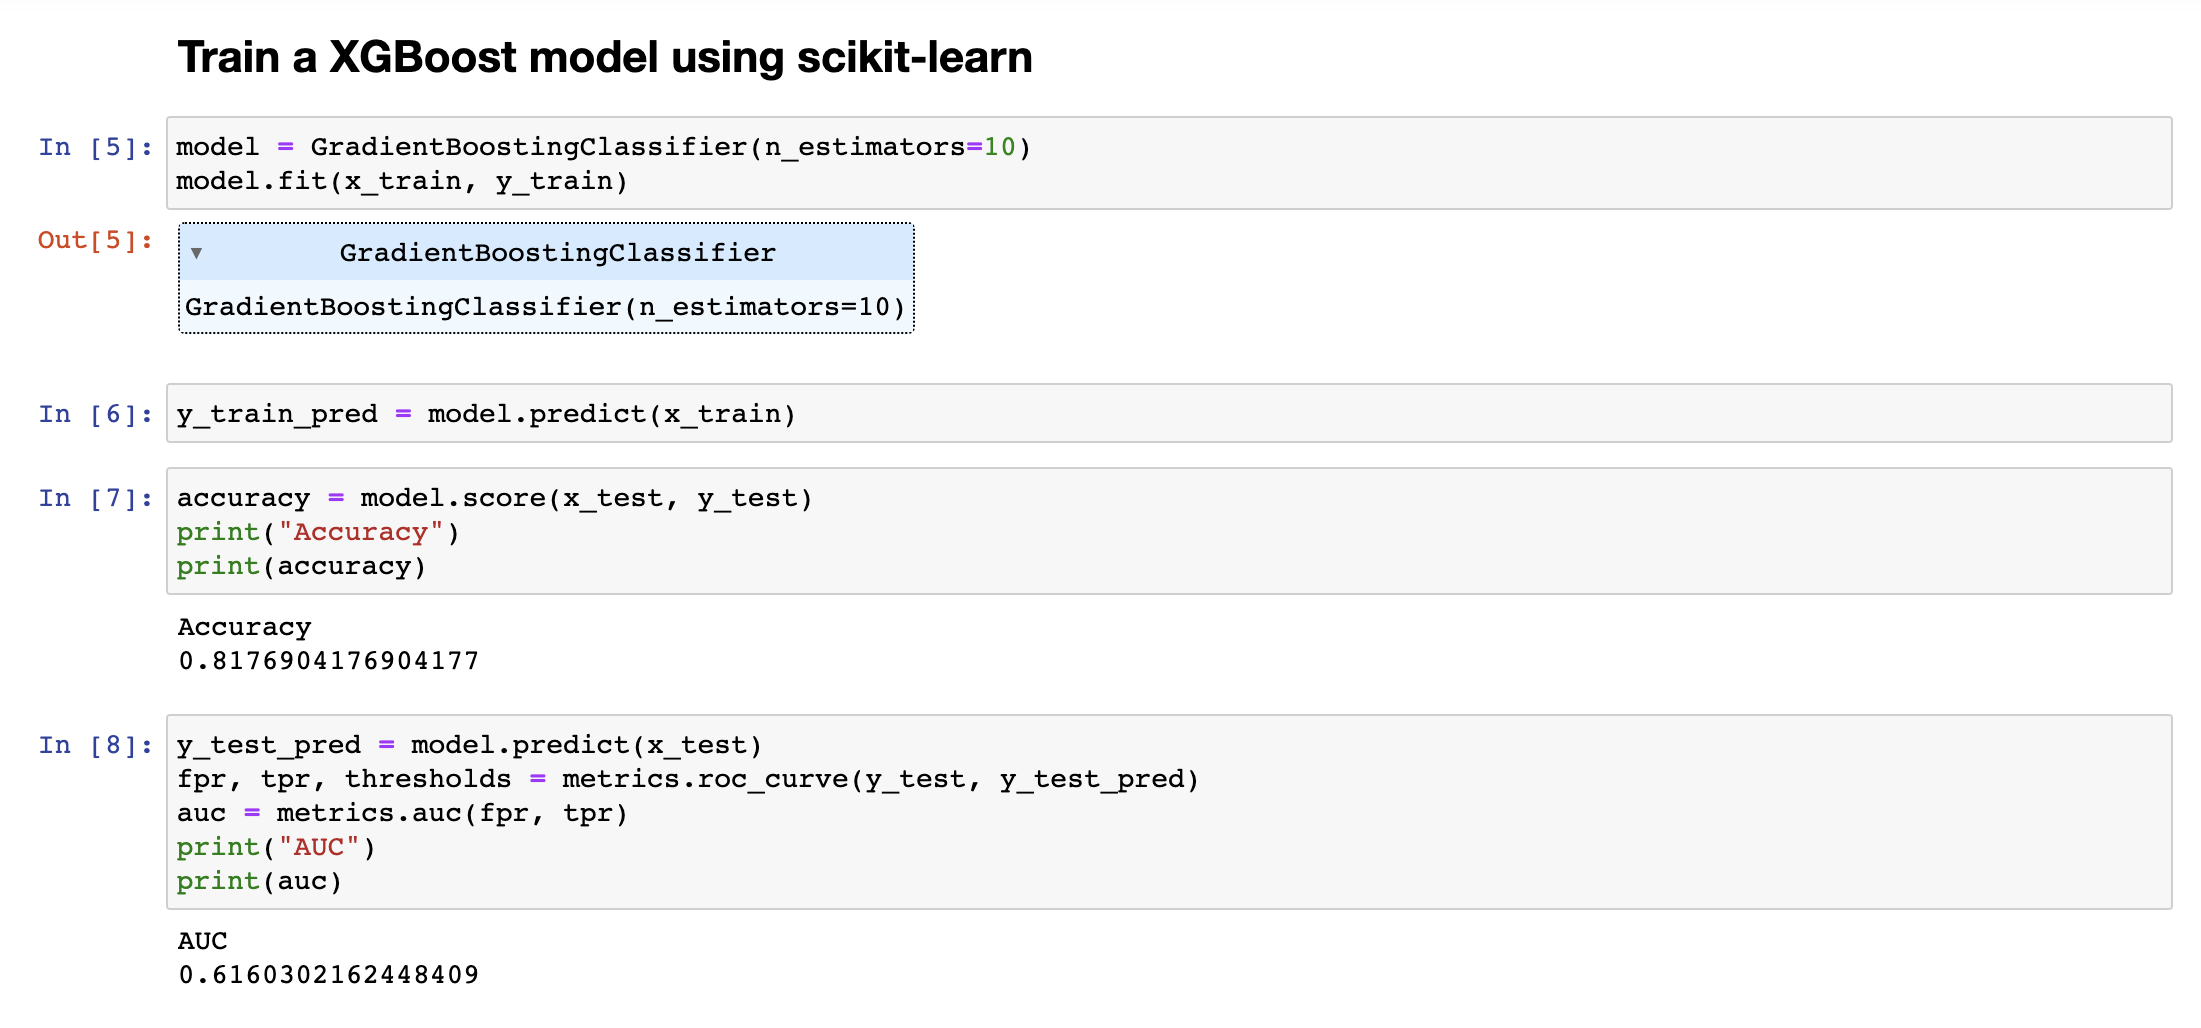 Train a XGBoost model using scikit-learn
In [5]: model = GradientBoostingClassifier(n_estimators=10)
model.fit(x_train, y_train)
Out[5]: ▾ GradientBoostingClassifier
GradientBoostingClassifier(n_estimators=10)
In [6]: y_train_pred = model.predict(x_train)
In [7]: accuracy = model.score(x_test, y_test)
print("Accuracy")
print(accuracy)
Accuracy
0.8176904176904177
In [8]: y_test_pred = model.predict(x_test)
fpr, tpr, thresholds = metrics.roc_curve(y_test, y_test_pred)
auc = metrics.auc(fpr, tpr)
print("AUC")
print(auc)
AUC
0.6160302162448409